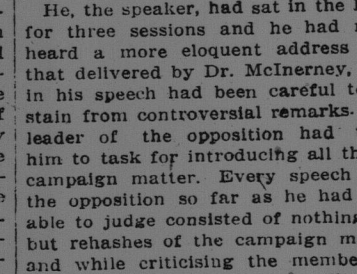 He, the speaker, had sat in the
for three sessions and he had
heard a more eloquent address
that delivered by Dr. McInerney,
in his speech had been careful
stain from controversial remarks.
leader of the opposition had
him to task for introducing all
campaign matter. Every speech
the opposition so far as he had
able to judge consisted of nothing
but rehashes of the campaign
and while criticising the